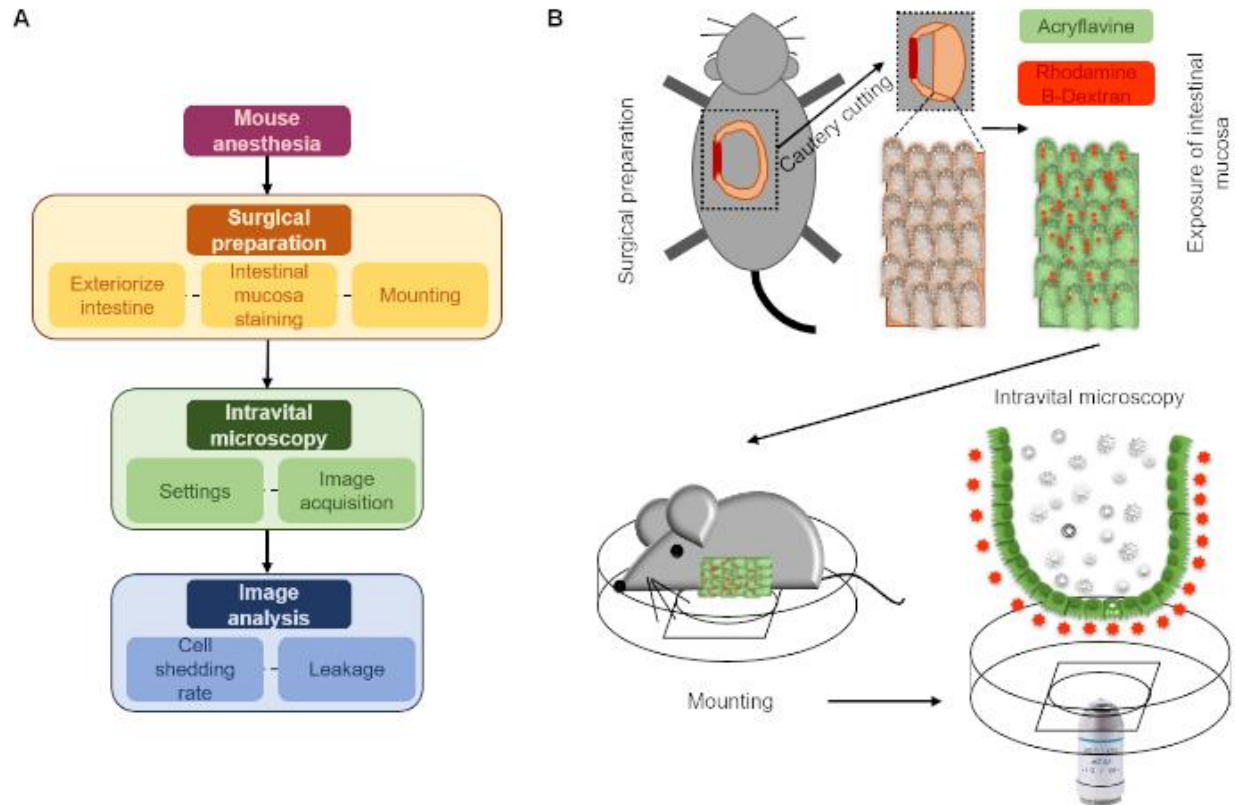 A
Mouse
anesthesia
Surgical
preparation
Exteriorize
intestine
Intestinal
mucosa
staining
Mounting
Intravital
microscopy
Settings
Image
acquisition
Image
analysis
Cell
shedding
rate
Leakage
B
Surgical preparation
Cautery cutting
Acryflavine
Rhodamine
B-Dextran
Exposure of intestinal
mucosa
Intravital microscopy
Mounting